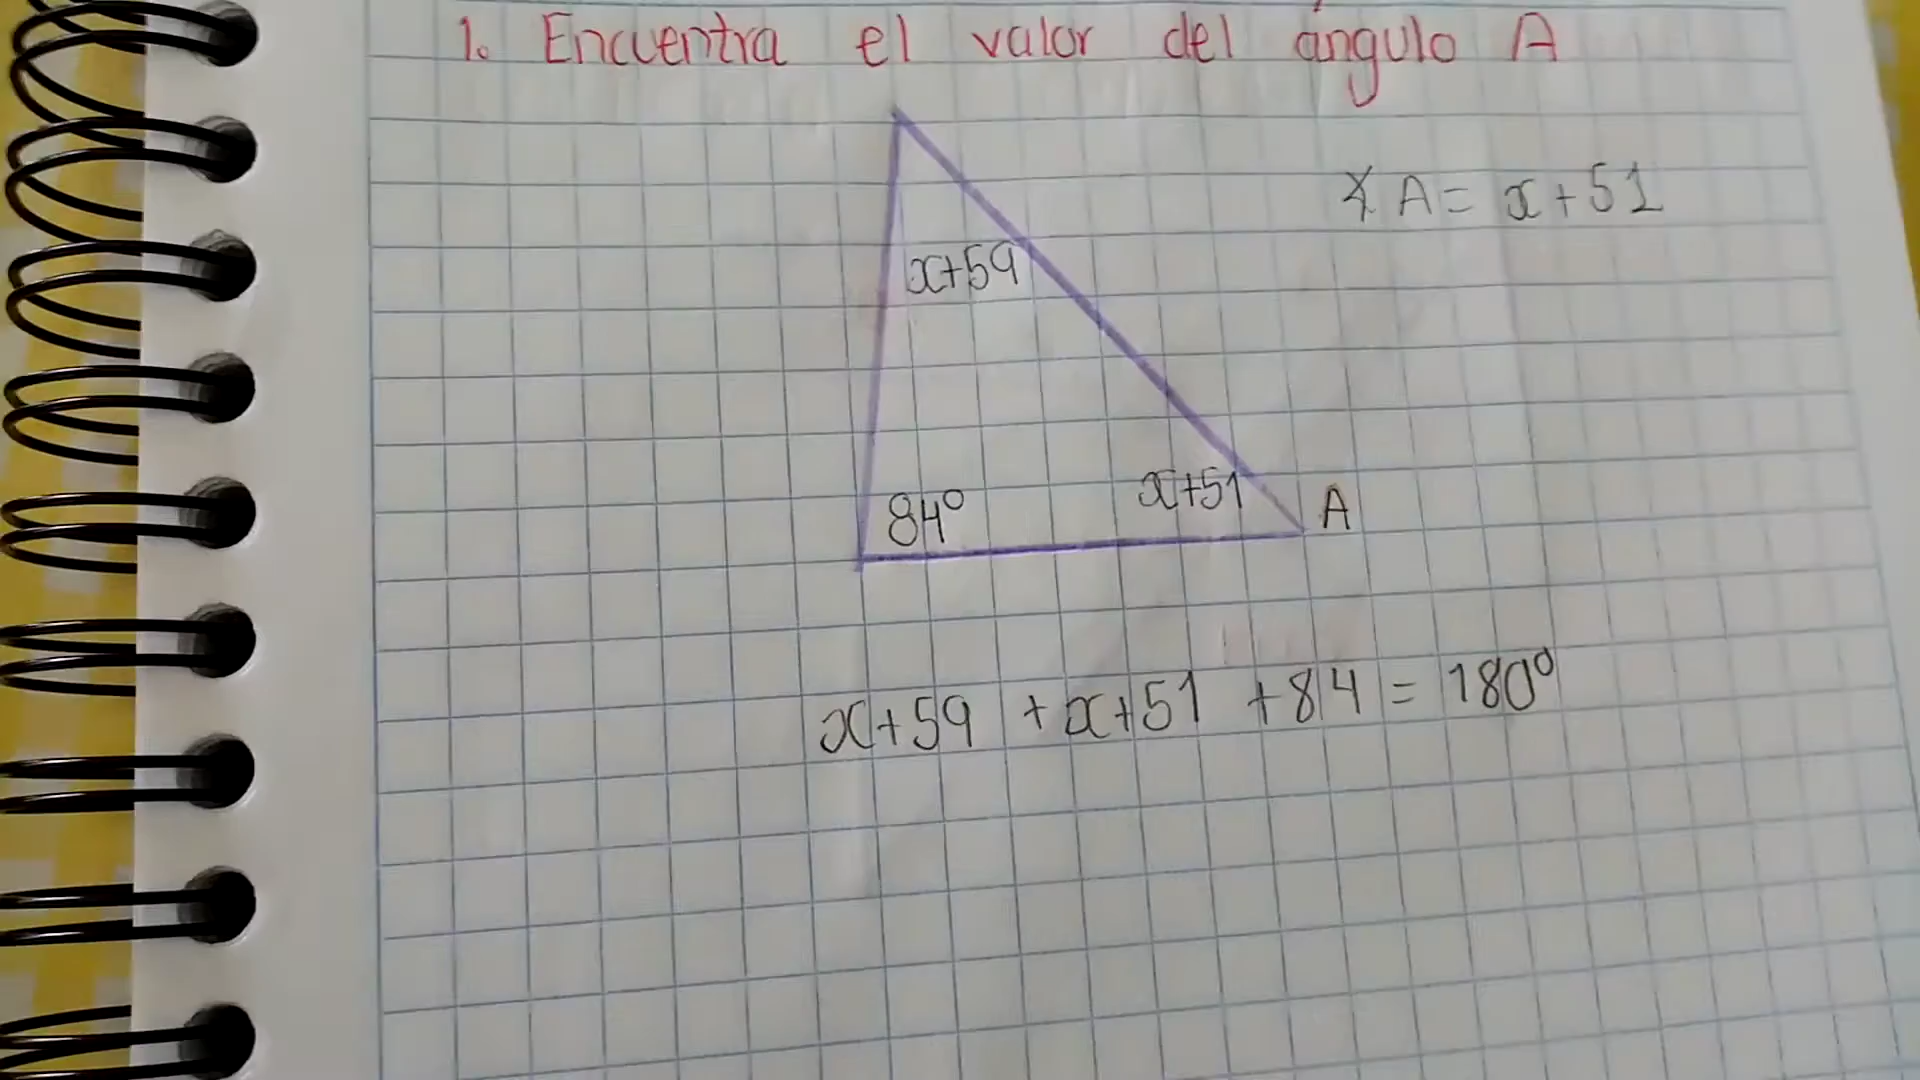 1. Encuentra el valor del ángulo A
∡ A = x+51
x+59
84°
x+51
A
x+59 + x+51 +84 = 180°